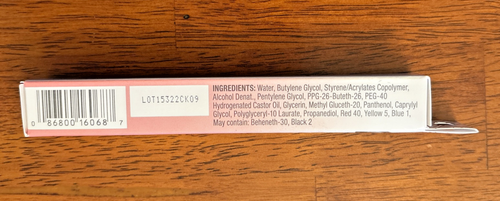 LOT15322CK09
0 86800 16068 7
INGREDIENTS: Water, Butylene Glycol, Styrene/Acrylates Copolymer,
Alcohol Denat., Pentylene Glycol, PPG-26-Buteth-26, PEG-40
Hydrogenated Castor Oil, Glycerin, Methyl Gluceth-20, Panthenol, Caprylyl
Glycol, Polyglyceryl-10 Laurate, Propanediol, Red 40, Yellow 5, Blue 1,
May contain: Beheneth-30, Black 2